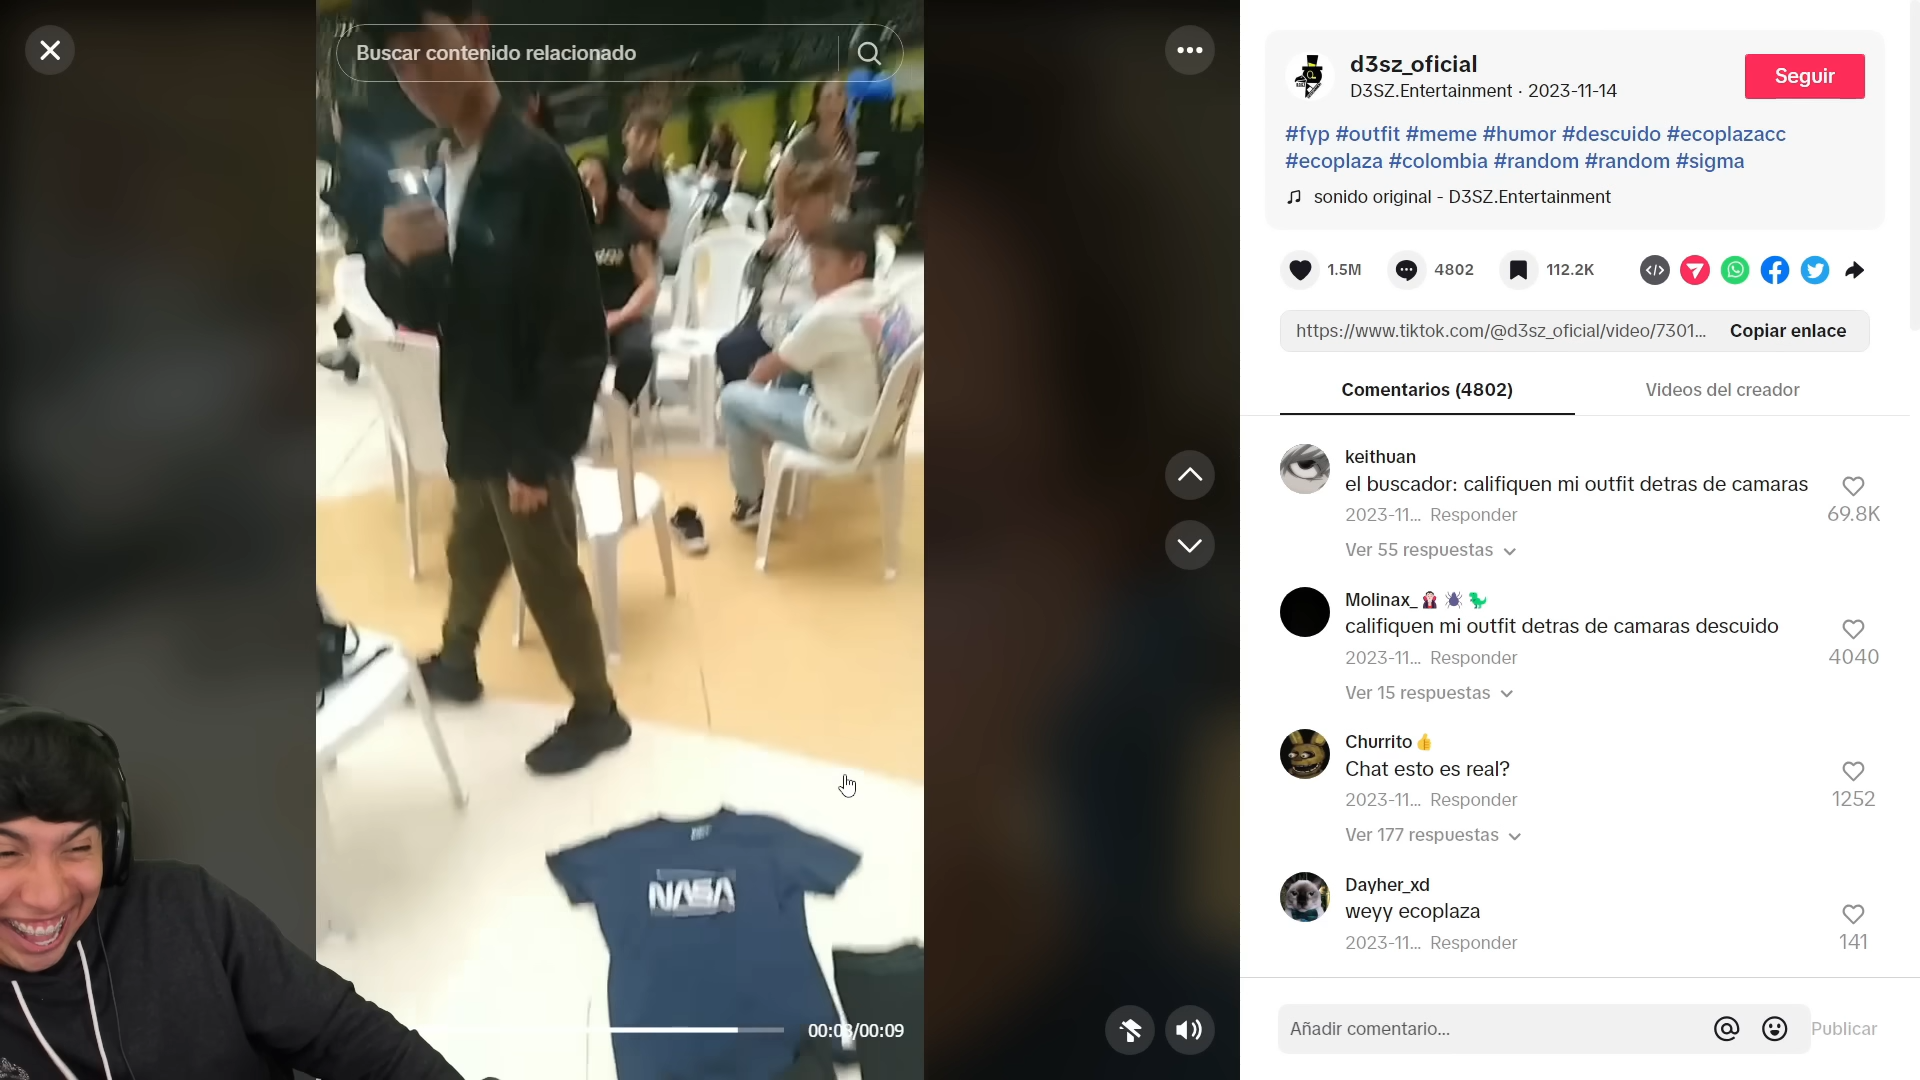 Buscar contenido relacionado
NASA
00:08/00:09
d3sz_oficial
D3SZ.Entertainment · 2023-11-14
Seguir
#fyp #outfit #meme #humor #descuido #ecoplazacc
#ecoplaza #colombia #random #random #sigma
sonido original - D3SZ.Entertainment
1.5M
4802
112.2K
https://www.tiktok.com/@d3sz_oficial/video/7301...
Copiar enlace
Comentarios (4802)
Videos del creador
keithuan
el buscador: califiquen mi outfit detras de camaras
2023-11... Responder
69.8K
Ver 55 respuestas
Molinax_🧛🏻🕷️🦖
califiquen mi outfit detras de camaras descuido
2023-11... Responder
4040
Ver 15 respuestas
Churrito👍
Chat esto es real?
2023-11... Responder
1252
Ver 177 respuestas
Dayher_xd
weyy ecoplaza
2023-11... Responder
141
Añadir comentario...
Publicar